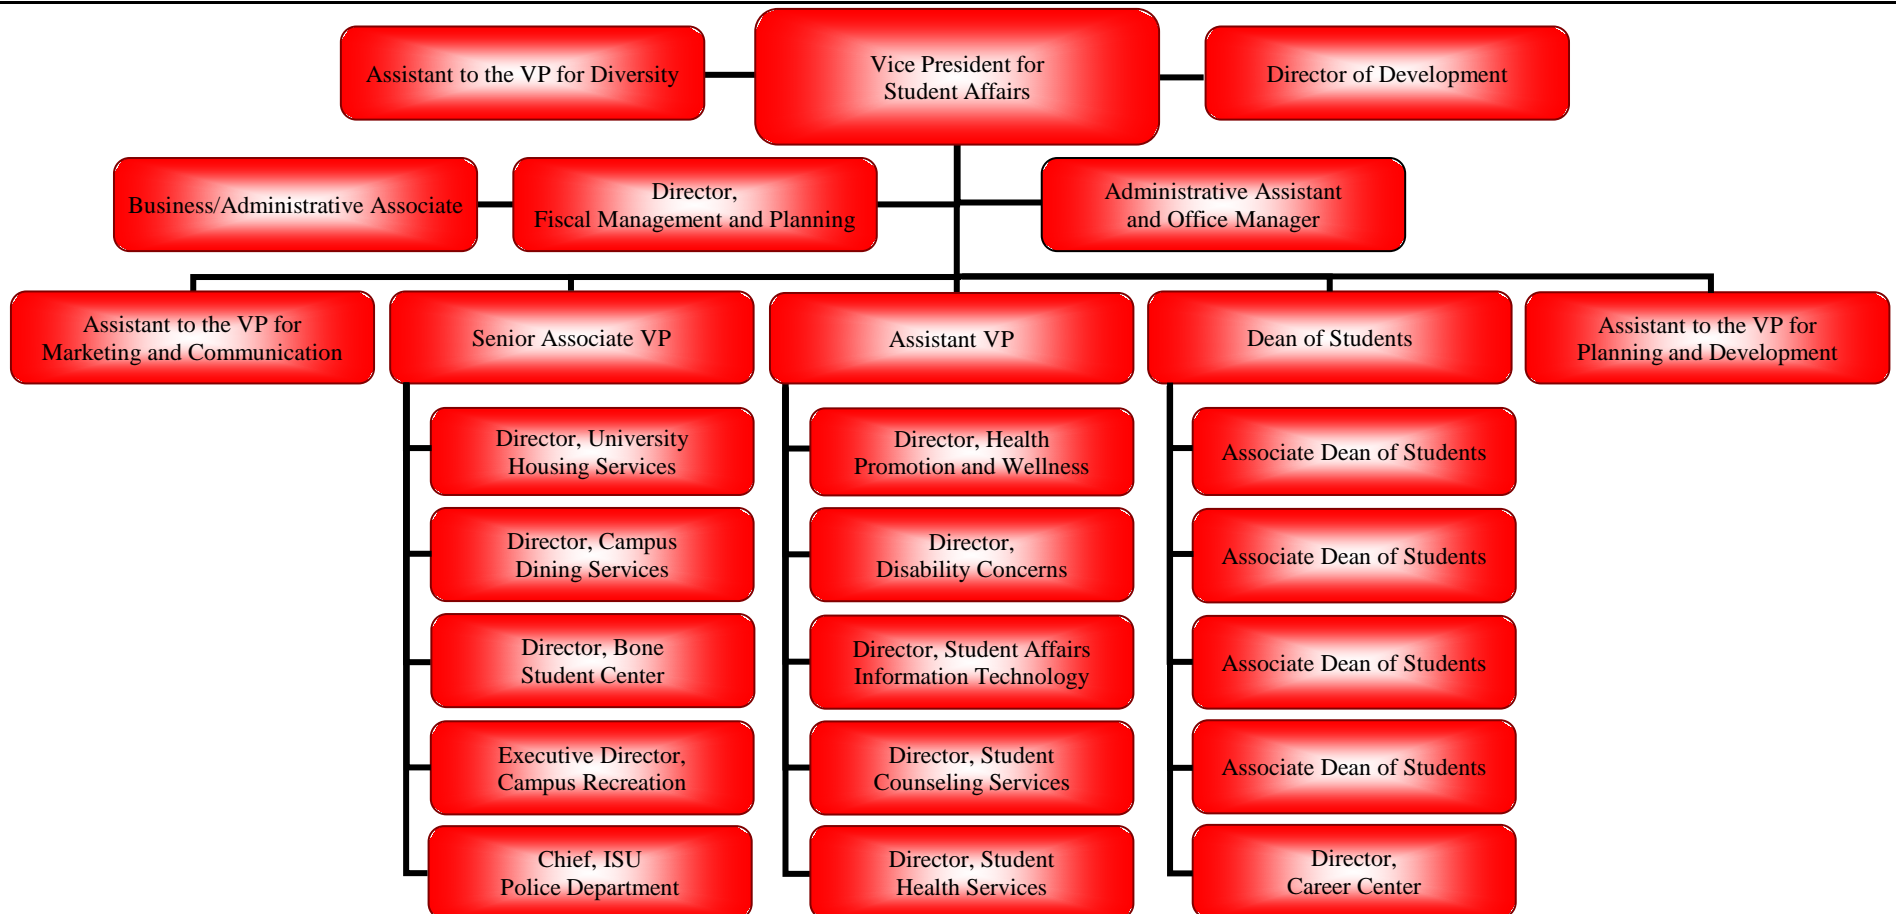 Assistant to the VP for Diversity
Vice President for
Student Affairs
Director of Development
Business/Administrative Associate
Director,
Fiscal Management and Planning
Administrative Assistant
and Office Manager
Assistant to the VP for
Marketing and Communication
Senior Associate VP
Assistant VP
Dean of Students
Assistant to the VP for
Planning and Development
Director, University
Housing Services
Director, Campus
Dining Services
Director, Bone
Student Center
Executive Director,
Campus Recreation
Chief, ISU
Police Department
Director, Health
Promotion and Wellness
Director,
Disability Concerns
Director, Student Affairs
Information Technology
Director, Student
Counseling Services
Director, Student
Health Services
Associate Dean of Students
Associate Dean of Students
Associate Dean of Students
Associate Dean of Students
Director,
Career Center